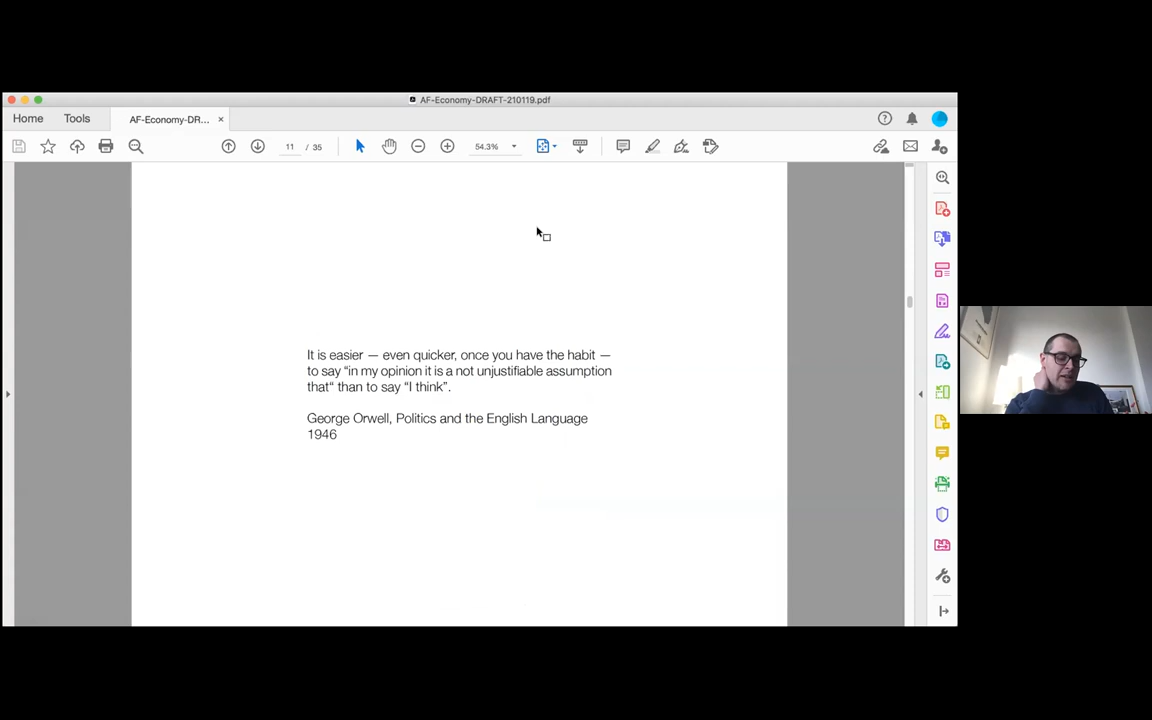 AF-Economy-DRAFT-210119.pdf
Home Tools AF-Economy-DR... ×
11 / 35 54.3%
It is easier — even quicker, once you have the habit —
to say “in my opinion it is a not unjustifiable assumption
that“ than to say “I think”.
George Orwell, Politics and the English Language
1946